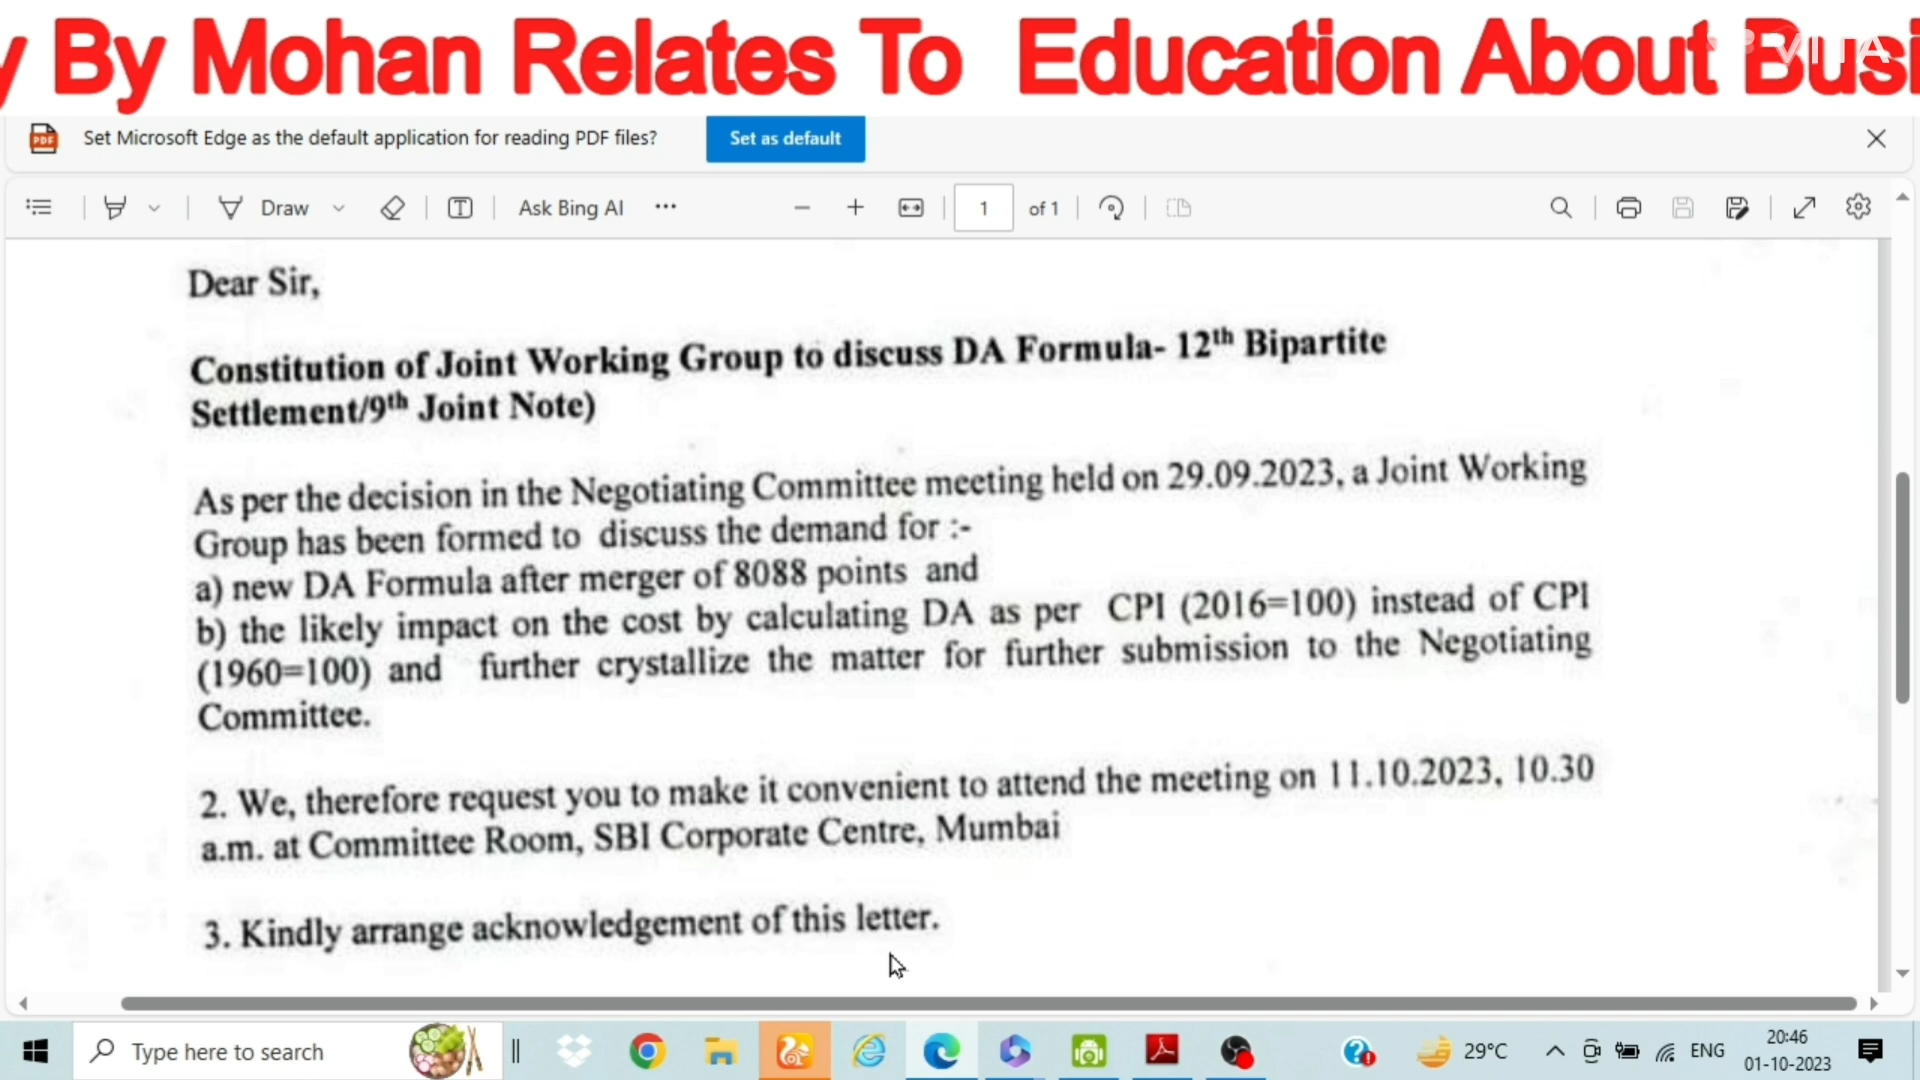 y By Mohan Relates To Education About Busi
VITA
Set Microsoft Edge as the default application for reading PDF files?
Set as default
Draw
Ask Bing AI
1
of 1
Dear Sir,
Constitution of Joint Working Group to discuss DA Formula- 12th Bipartite
Settlement/9th Joint Note)
As per the decision in the Negotiating Committee meeting held on 29.09.2023, a Joint Working
Group has been formed to discuss the demand for :-
a) new DA Formula after merger of 8088 points and
b) the likely impact on the cost by calculating DA as per CPI (2016=100) instead of CPI
(1960=100) and further crystallize the matter for further submission to the Negotiating
Committee.
2. We, therefore request you to make it convenient to attend the meeting on 11.10.2023, 10.30
a.m. at Committee Room, SBI Corporate Centre, Mumbai
3. Kindly arrange acknowledgement of this letter.
Type here to search
29°C
ENG
20:46
01-10-2023